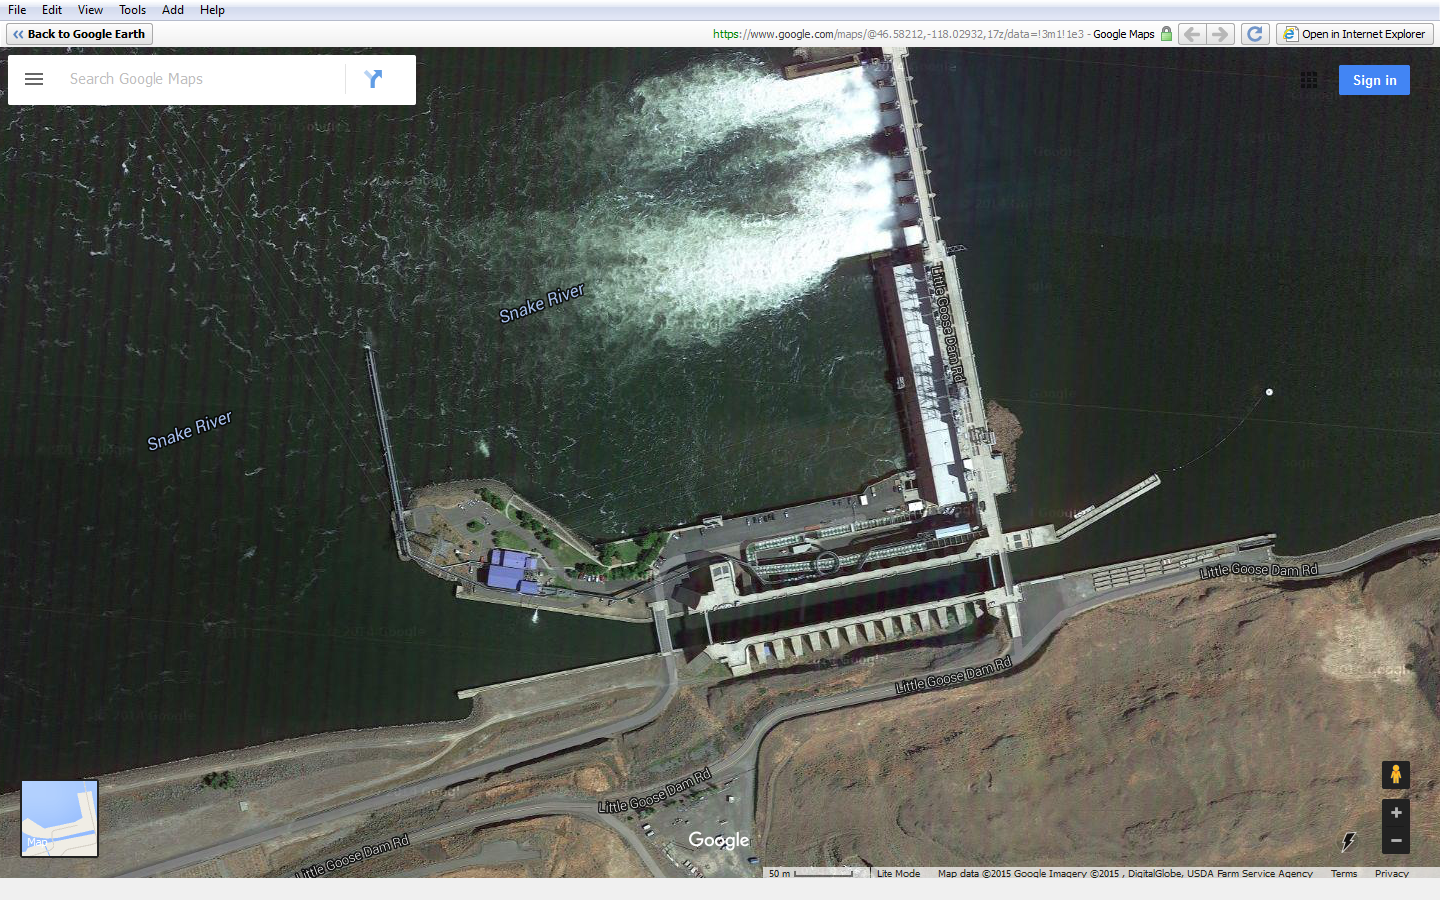 File Edit View Tools Add Help
Back to Google Earth
https://www.google.com/maps/@46.58212,-118.02932,17z/data=!3m1!1e3 - Google Maps
Open in Internet Explorer
Search Google Maps
Sign in
Little Goose Dam Rd
Snake River
Snake River
Little Goose Dam Rd
Little Goose Dam Rd
Little Goose Dam Rd
Little Goose Dam Rd
Map
Google
50 m
Lite Mode
Map data ©2015 Google Imagery ©2015 , DigitalGlobe, USDA Farm Service Agency
Terms
Privacy